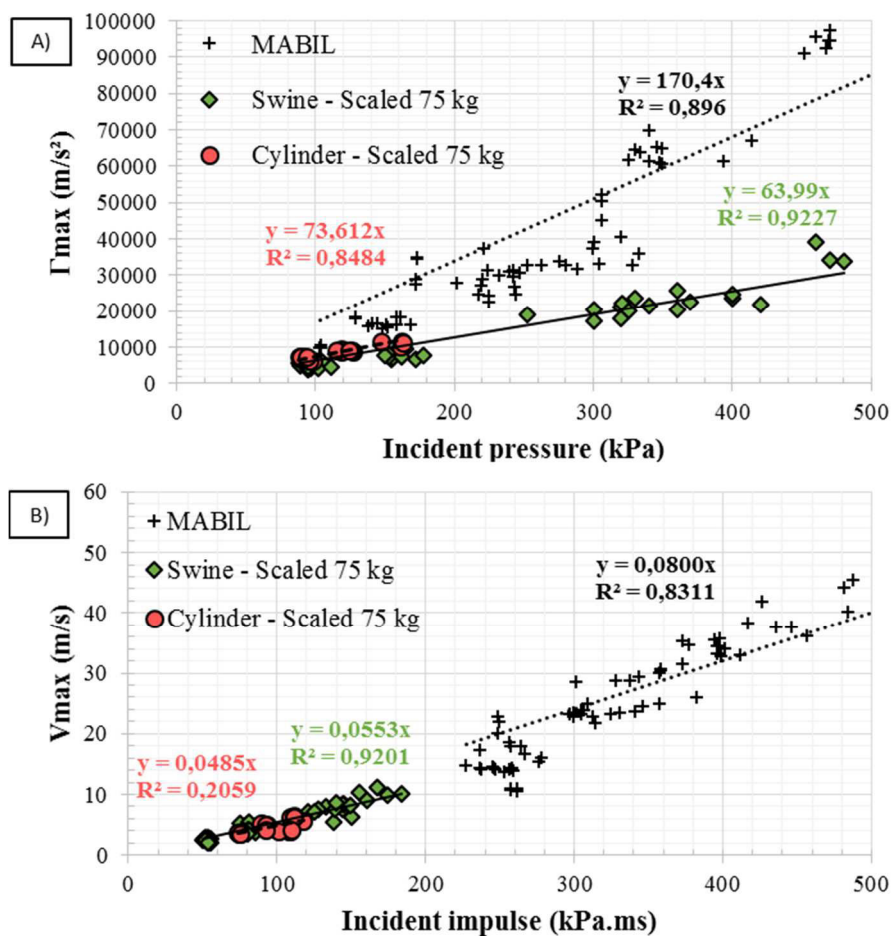 A)
100000
90000
80000
70000
60000
50000
40000
30000
20000
10000
0
Γmax (m/s²)
MABIL
Swine - Scaled 75 kg
Cylinder - Scaled 75 kg
y = 170,4x
R² = 0,896
y = 63,99x
R² = 0,9227
y = 73,612x
R² = 0,8484
0 100 200 300 400 500
Incident pressure (kPa)
B)
60
50
40
30
20
10
0
Vmax (m/s)
MABIL
Swine - Scaled 75 kg
Cylinder - Scaled 75 kg
y = 0,0800x
R² = 0,8311
y = 0,0553x
R² = 0,9201
y = 0,0485x
R² = 0,2059
0 100 200 300 400 500
Incident impulse (kPa.ms)